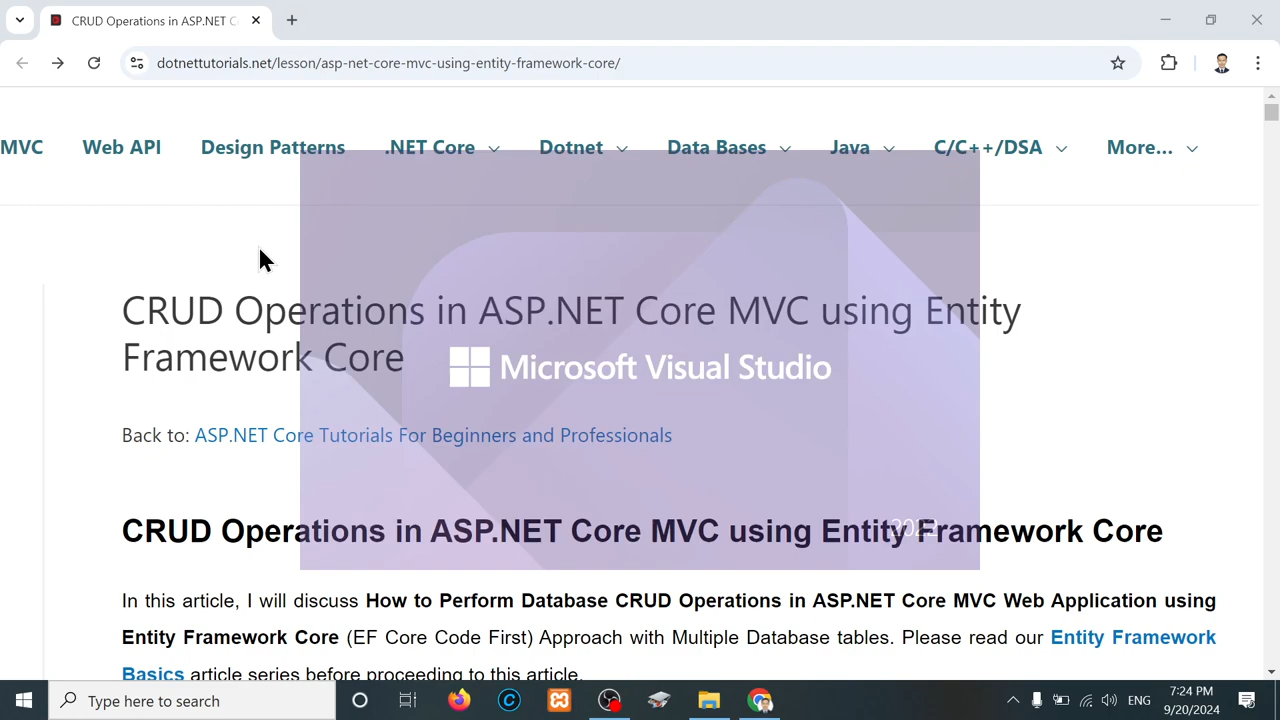 CRUD Operations in ASP.NET C
dotnettutorials.net/lesson/asp-net-core-mvc-using-entity-framework-core/
MVC Web API Design Patterns .NET Core Dotnet Data Bases Java C/C++/DSA More...
CRUD Operations in ASP.NET Core MVC using Entity
Framework Core
Microsoft Visual Studio
Back to: ASP.NET Core Tutorials For Beginners and Professionals
2022
CRUD Operations in ASP.NET Core MVC using Entity Framework Core
In this article, I will discuss How to Perform Database CRUD Operations in ASP.NET Core MVC Web Application using
Entity Framework Core (EF Core Code First) Approach with Multiple Database tables. Please read our Entity Framework
Basics article series before proceeding to this article.
Type here to search
ENG
7:24 PM
9/20/2024